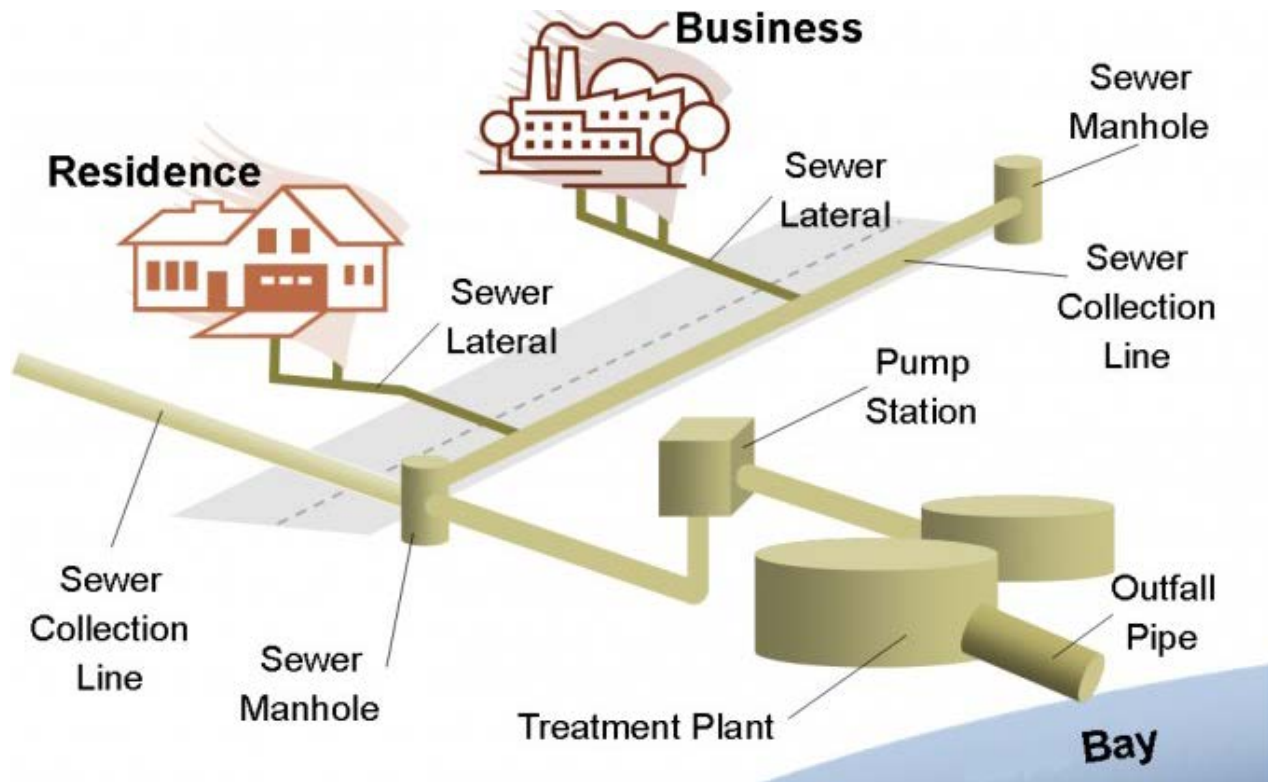 Business
Sewer
Manhole
Residence
Sewer
Lateral
Sewer
Lateral
Sewer
Collection
Line
Pump
Station
Sewer
Collection
Line
Sewer
Manhole
Outfall
Pipe
Treatment Plant
Bay